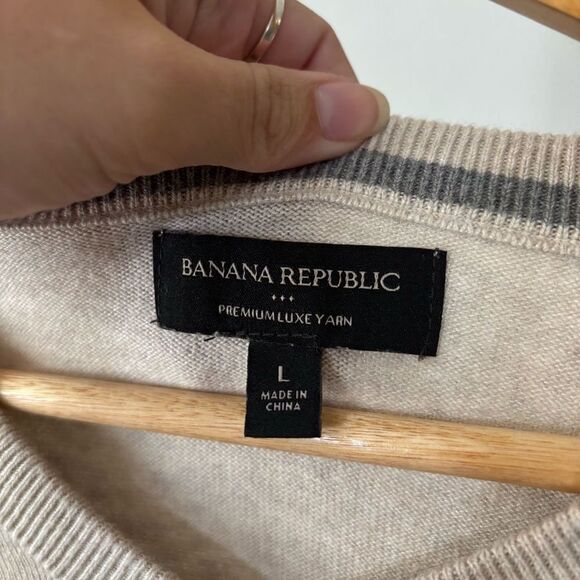 BANANA REPUBLIC
PREMIUM LUXE YARN
L
MADE IN
CHINA